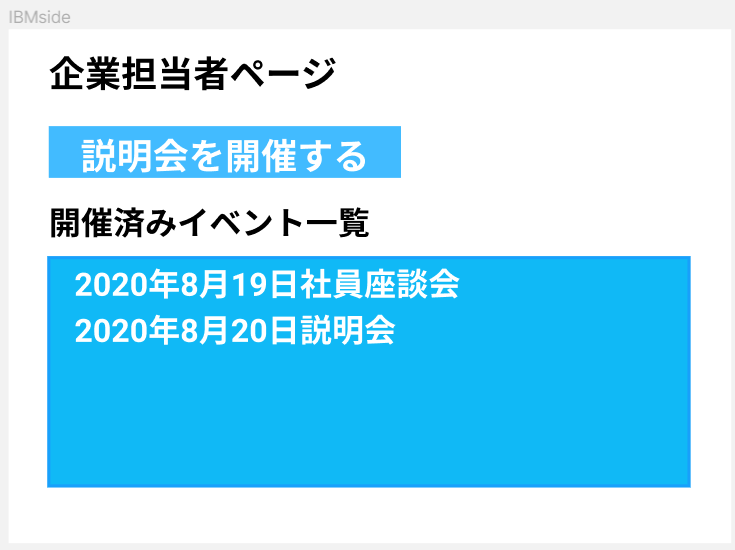 IBMside
企業担当者ページ
説明会を開催する
開催済みイベント一覧
2020年8月19日社員座談会
2020年8月20日説明会